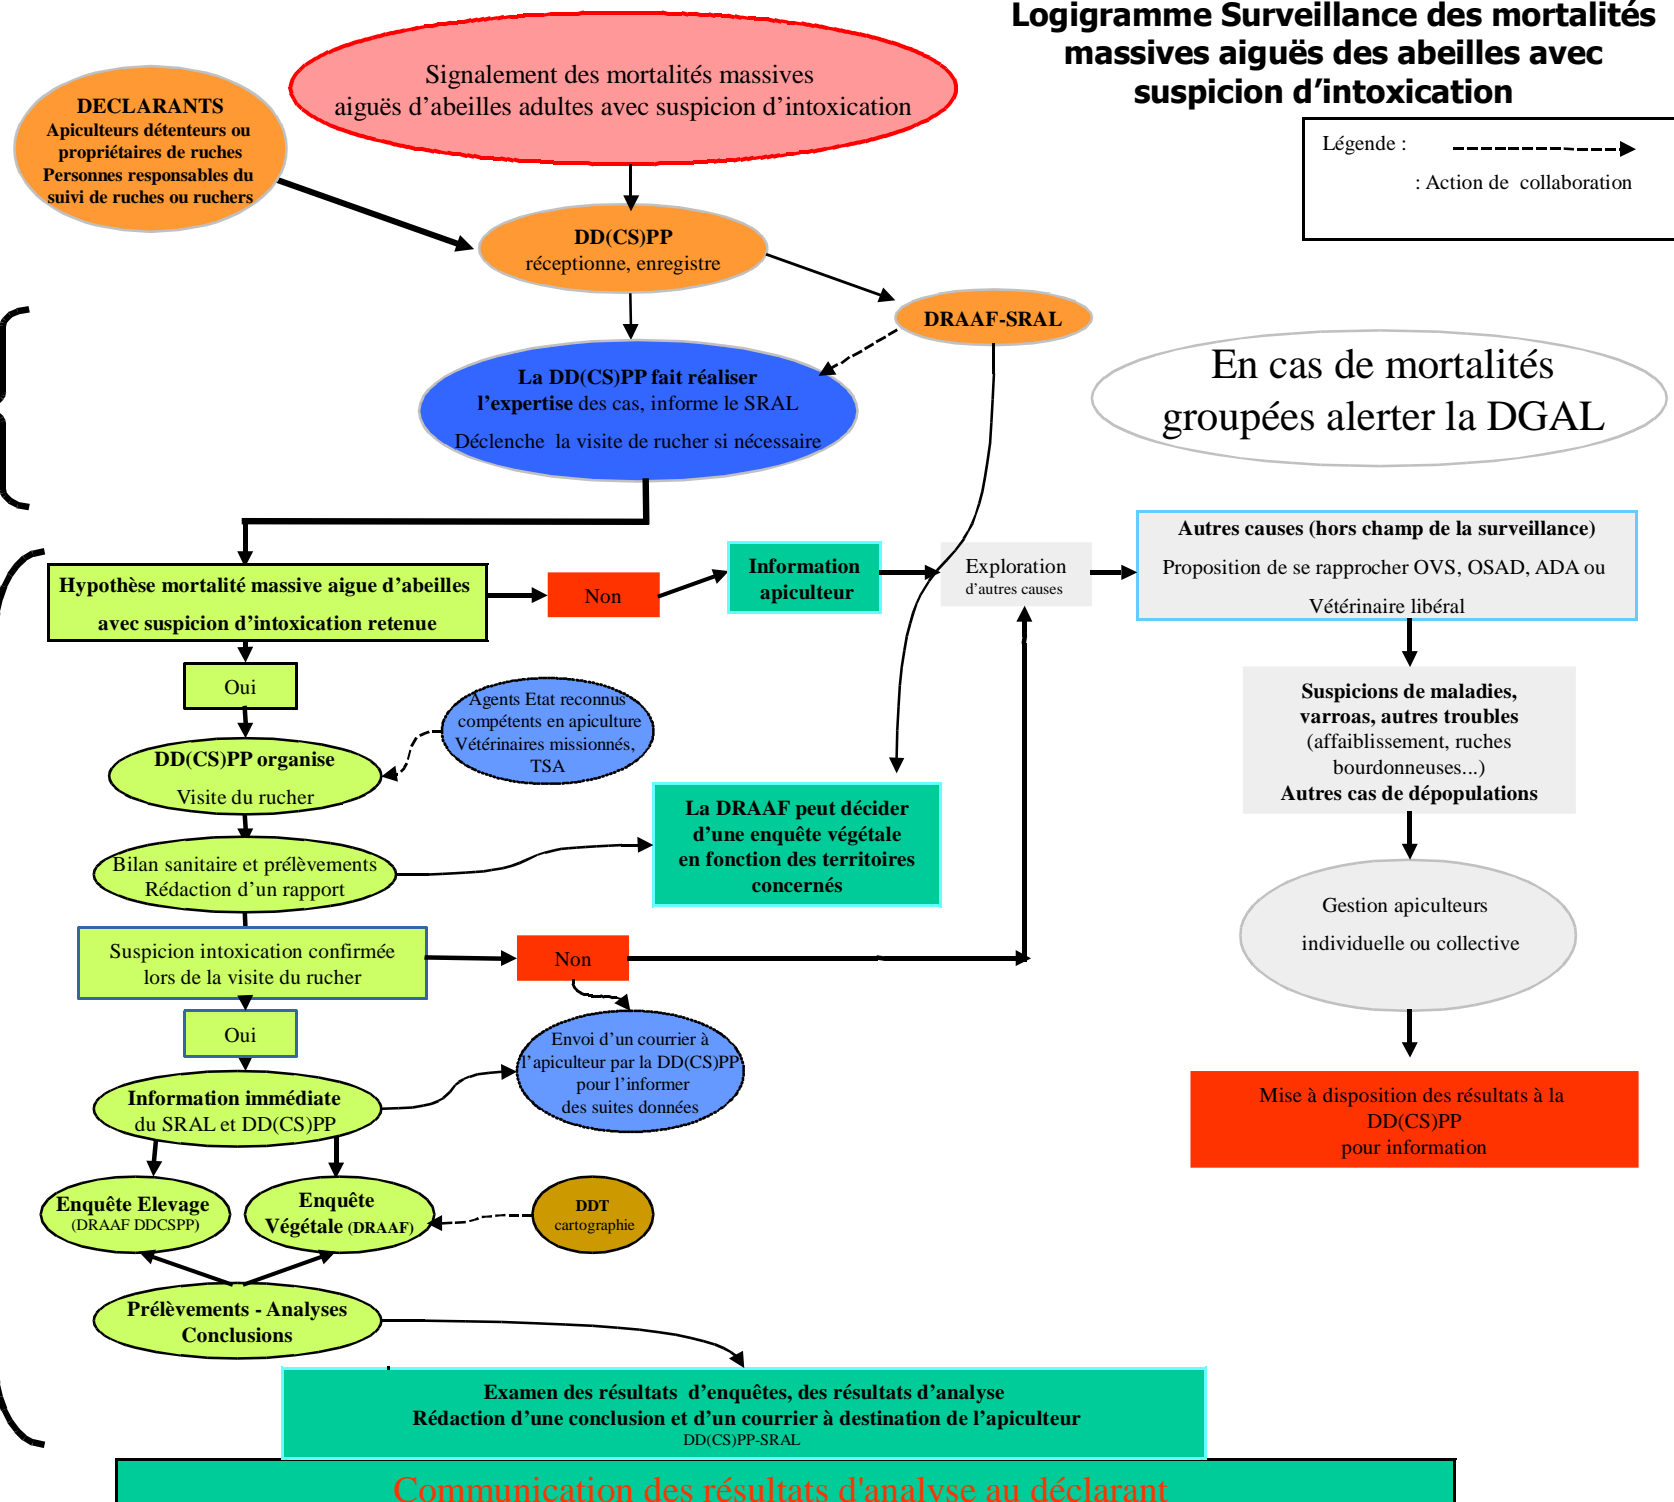 Logigramme Surveillance des mortalités
massives aiguës des abeilles avec
suspicion d’intoxication
Signalement des mortalités massives
aiguës d’abeilles adultes avec suspicion d’intoxication
DECLARANTS
Apiculteurs détenteurs ou
propriétaires de ruches
Personnes responsables du
suivi de ruches ou ruchers
Légende :
: Action de collaboration
DD(CS)PP
réceptionne, enregistre
DRAAF-SRAL
La DD(CS)PP fait réaliser
l’expertise des cas, informe le SRAL
Déclenche la visite de rucher si nécessaire
En cas de mortalités
groupées alerter la DGAL
Hypothèse mortalité massive aigue d’abeilles
avec suspicion d’intoxication retenue
Non
Information
apiculteur
Exploration
d’autres causes
Autres causes (hors champ de la surveillance)
Proposition de se rapprocher OVS, OSAD, ADA ou
Vétérinaire libéral
Oui
Agents Etat reconnus
compétents en apiculture
Vétérinaires missionnés,
TSA
DD(CS)PP organise
Visite du rucher
Suspicions de maladies,
varroas, autres troubles
(affaiblissement, ruches
bourdonneuses...)
Autres cas de dépopulations
La DRAAF peut décider
d’une enquête végétale
en fonction des territoires
concernés
Bilan sanitaire et prélèvements
Rédaction d’un rapport
Gestion apiculteurs
individuelle ou collective
Suspicion intoxication confirmée
lors de la visite du rucher
Non
Oui
Envoi d’un courrier à
l’apiculteur par la DD(CS)PP
pour l’informer
des suites données
Information immédiate
du SRAL et DD(CS)PP
Mise à disposition des résultats à la
DD(CS)PP
pour information
Enquête Elevage
(DRAAF DDCSPP)
Enquête
Végétale (DRAAF)
DDT
cartographie
Prélèvements - Analyses
Conclusions
Examen des résultats d’enquêtes, des résultats d’analyse
Rédaction d’une conclusion et d’un courrier à destination de l’apiculteur
DD(CS)PP-SRAL
Communication des résultats d'analyse au déclarant